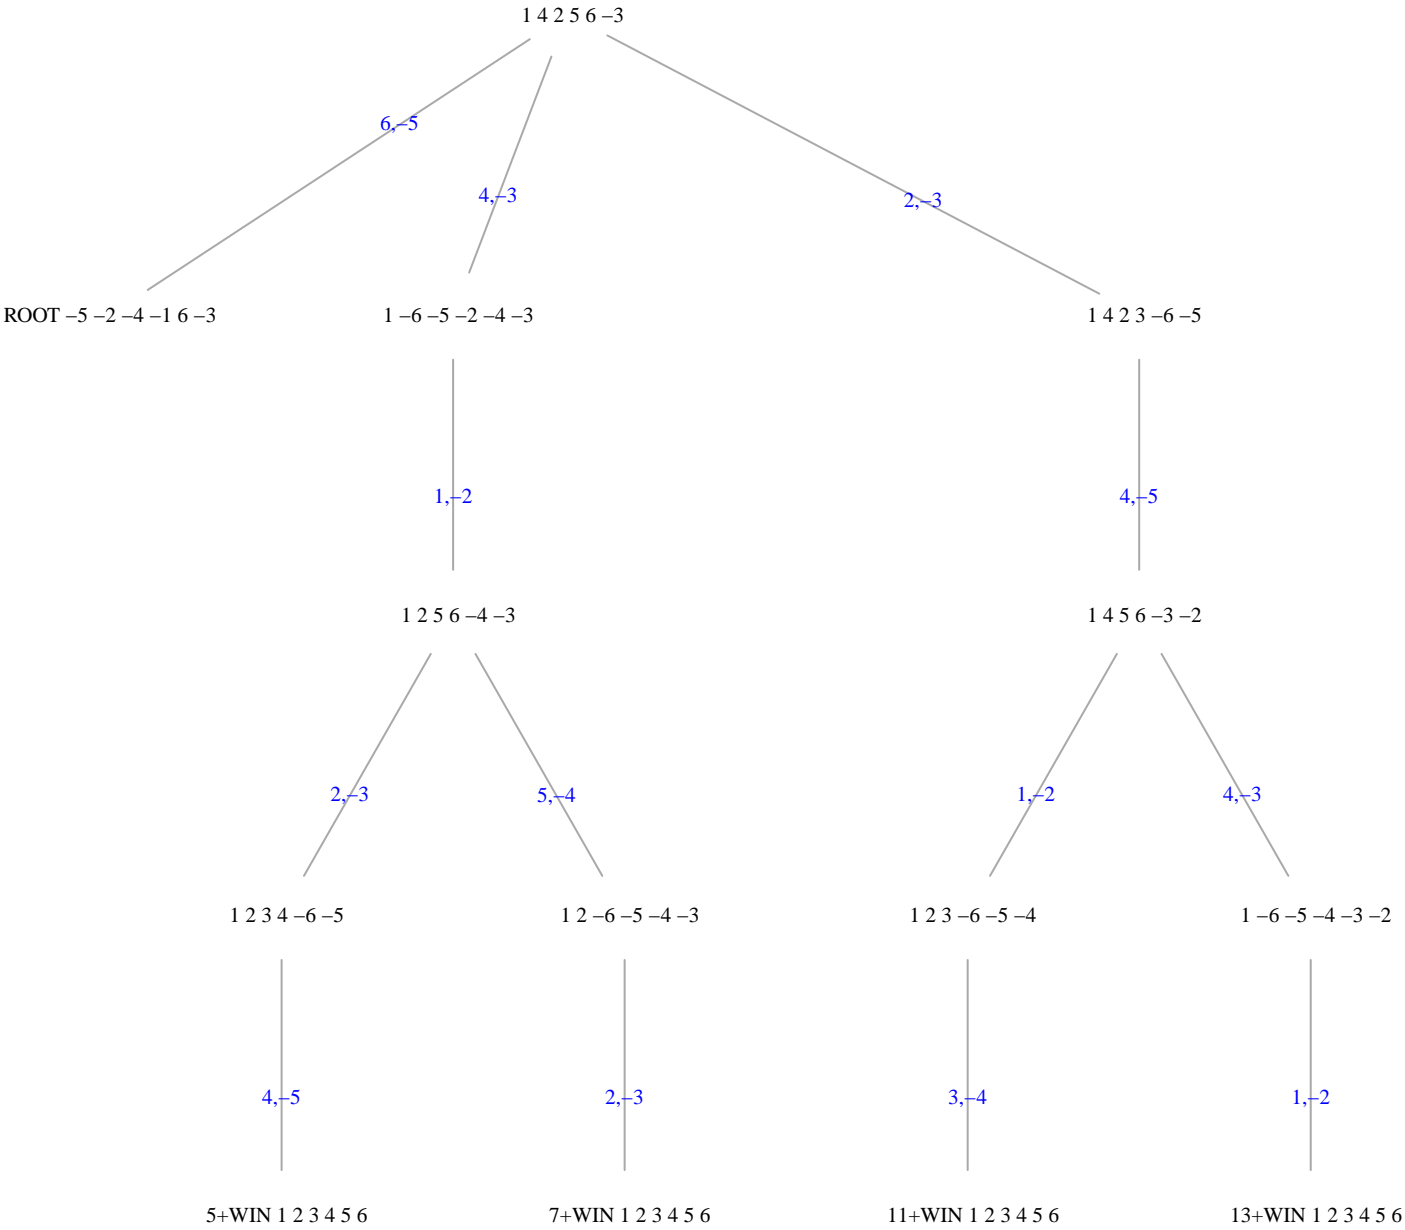 1 4 2 5 6 –3
6,–5
4,–3
2,–3
ROOT –5 –2 –4 –1 6 –3
1 –6 –5 –2 –4 –3
1 4 2 3 –6 –5
1,–2
4,–5
1 2 5 6 –4 –3
1 4 5 6 –3 –2
2,–3
5,–4
1,–2
4,–3
1 2 3 4 –6 –5
1 2 –6 –5 –4 –3
1 2 3 –6 –5 –4
1 –6 –5 –4 –3 –2
4,–5
2,–3
3,–4
1,–2
5+WIN 1 2 3 4 5 6
7+WIN 1 2 3 4 5 6
11+WIN 1 2 3 4 5 6
13+WIN 1 2 3 4 5 6